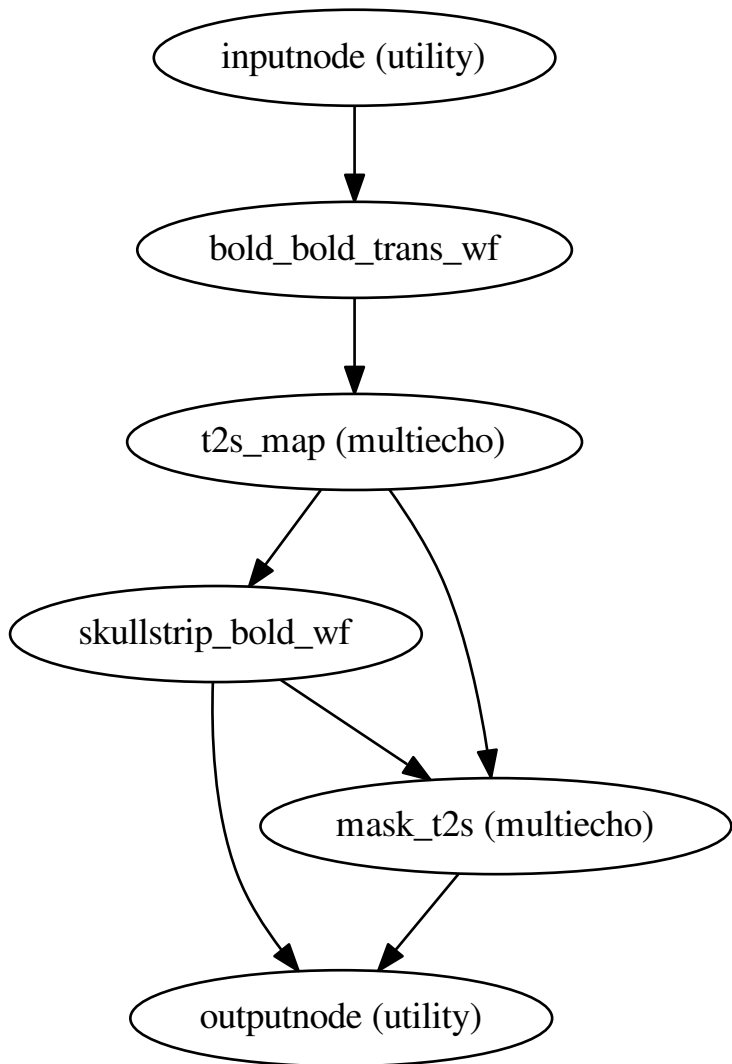 inputnode (utility)
bold_bold_trans_wf
t2s_map (multiecho)
skullstrip_bold_wf
mask_t2s (multiecho)
outputnode (utility)